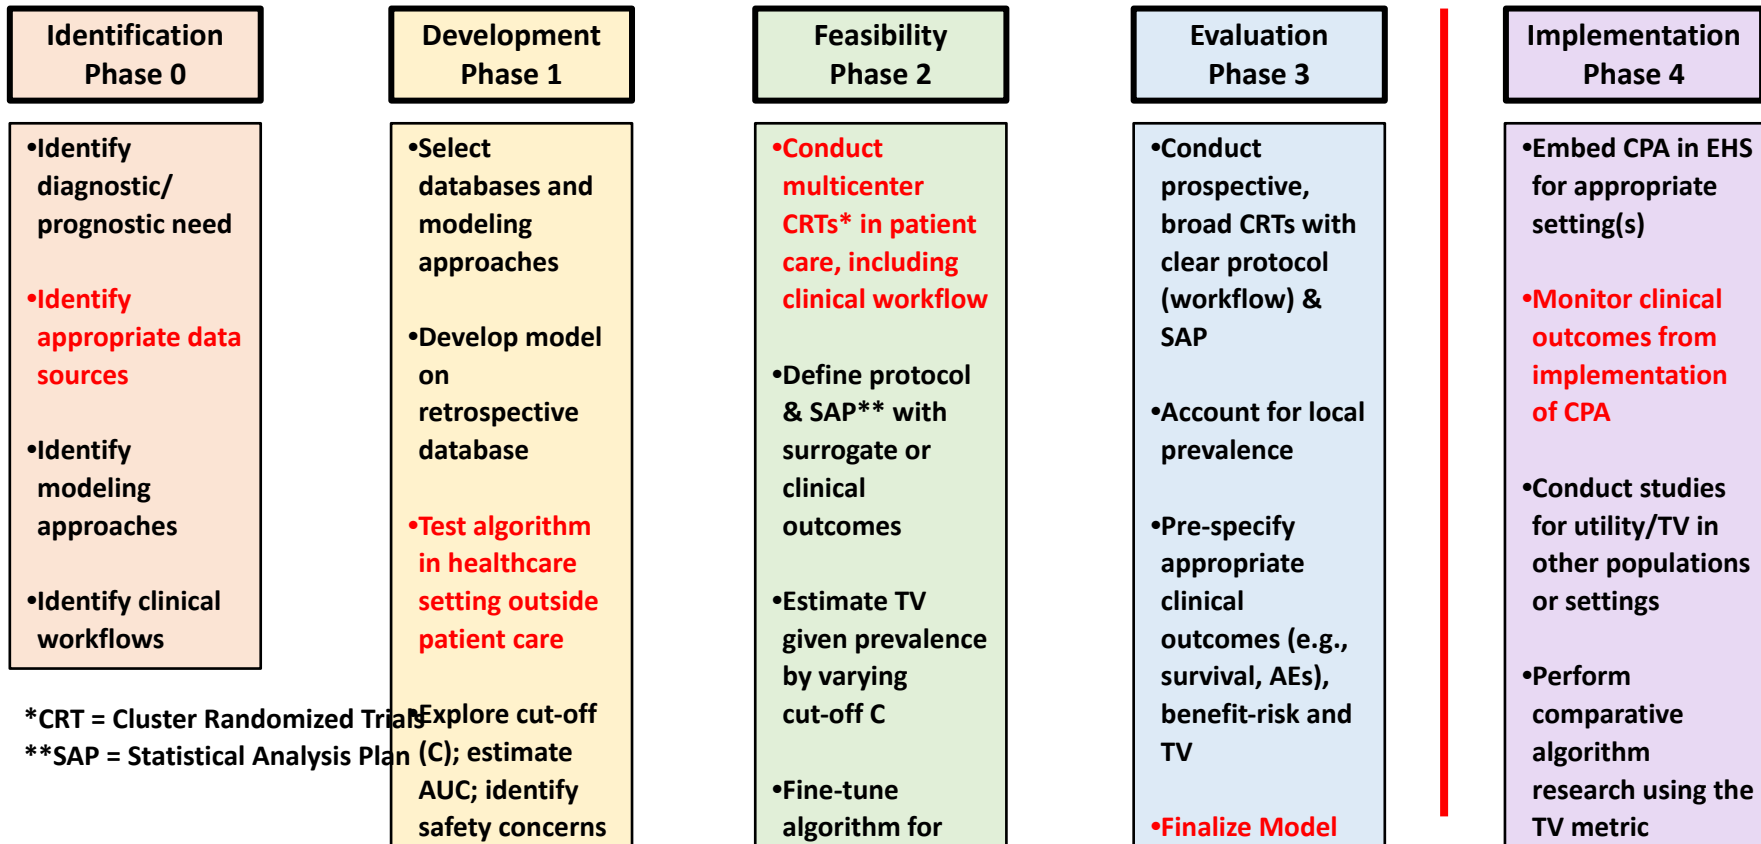 Identification
Phase 0
•Identify
diagnostic/
prognostic need
•Identify
appropriate data
sources
•Identify
modeling
approaches
•Identify clinical
workflows
*CRT = Cluster Randomized Trials
**SAP = Statistical Analysis Plan
Development
Phase 1
•Select
databases and
modeling
approaches
•Develop model
on
retrospective
database
•Test algorithm
in healthcare
setting outside
patient care
•Explore cut-off
(C); estimate
AUC; identify
safety concerns
Feasibility
Phase 2
•Conduct
multicenter
CRTs* in patient
care, including
clinical workflow
•Define protocol
& SAP** with
surrogate or
clinical
outcomes
•Estimate TV
given prevalence
by varying
cut-off C
•Fine-tune
algorithm for
Evaluation
Phase 3
•Conduct
prospective,
broad CRTs with
clear protocol
(workflow) &
SAP
•Account for local
prevalence
•Pre-specify
appropriate
clinical
outcomes (e.g.,
survival, AEs),
benefit-risk and
TV
•Finalize Model
Implementation
Phase 4
•Embed CPA in EHS
for appropriate
setting(s)
•Monitor clinical
outcomes from
implementation
of CPA
•Conduct studies
for utility/TV in
other populations
or settings
•Perform
comparative
algorithm
research using the
TV metric